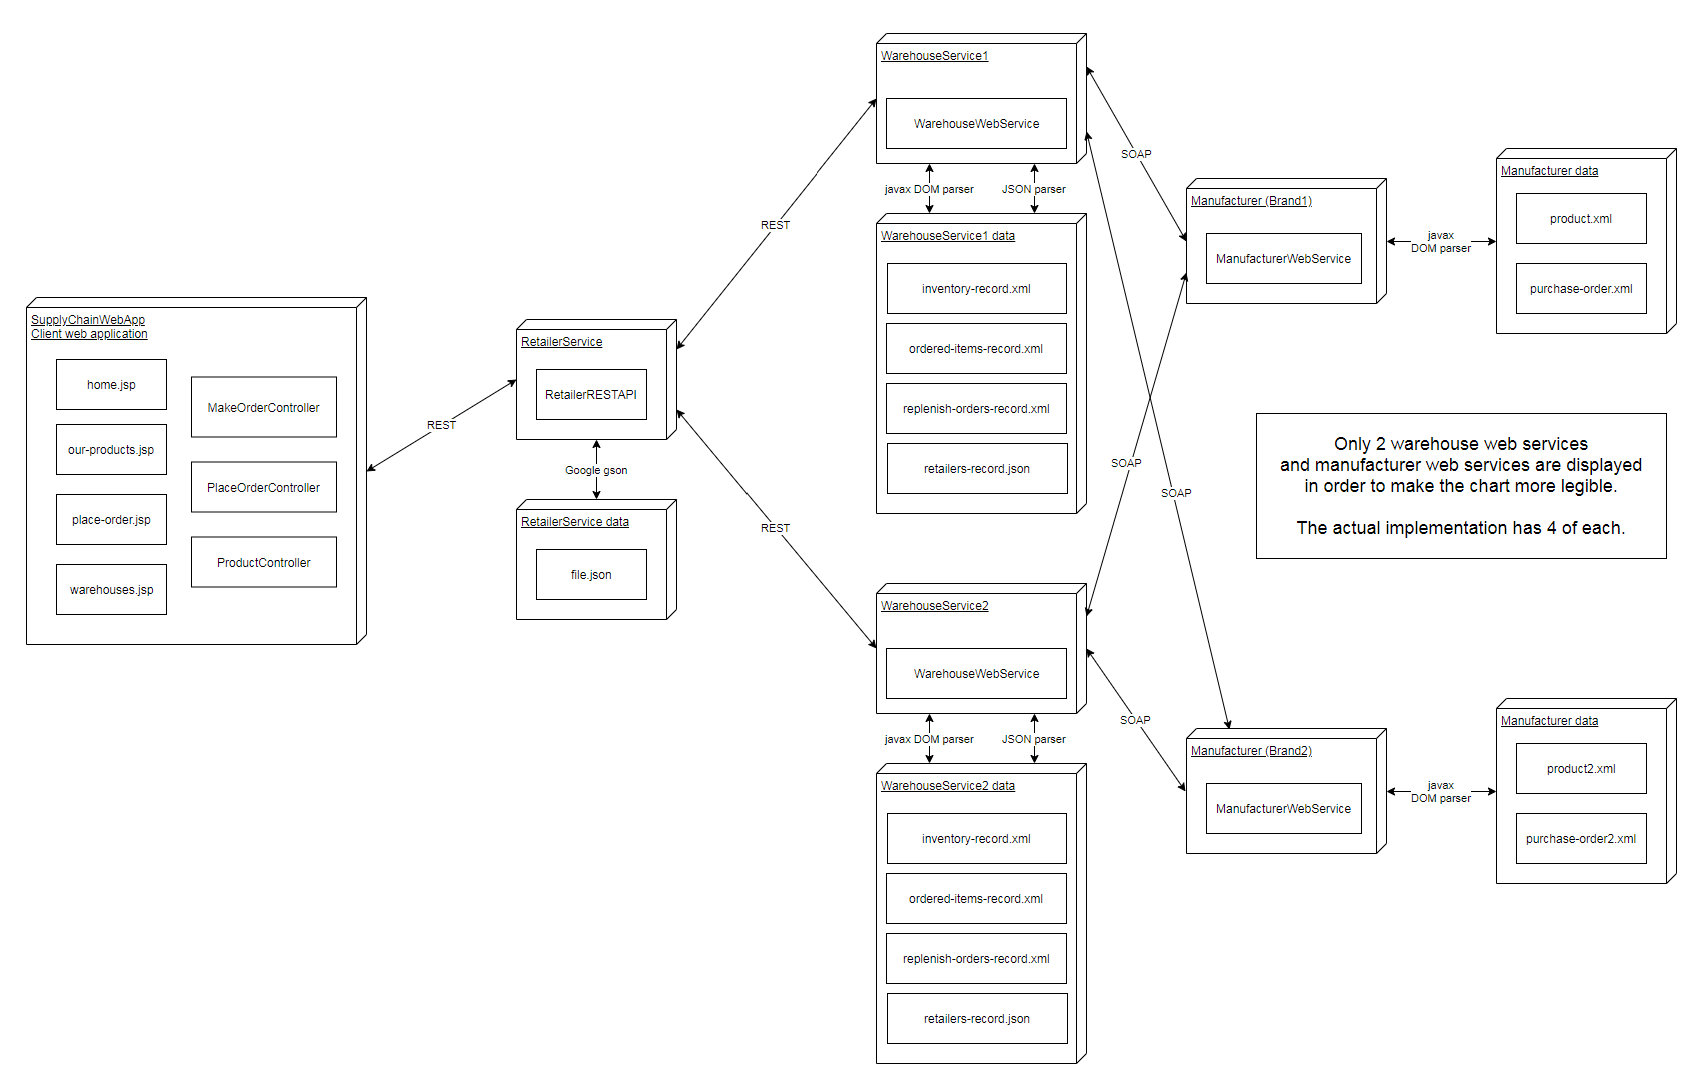 SupplyChainWebApp
Client web application
home.jsp
our-products.jsp
place-order.jsp
warehouses.jsp
MakeOrderController
PlaceOrderController
ProductController
REST
RetailerService
RetailerRESTAPI
Google gson
RetailerService data
file.json
REST
REST
WarehouseService1
WarehouseWebService
javax DOM parser
JSON parser
WarehouseService1 data
inventory-record.xml
ordered-items-record.xml
replenish-orders-record.xml
retailers-record.json
WarehouseService2
WarehouseWebService
javax DOM parser
JSON parser
WarehouseService2 data
inventory-record.xml
ordered-items-record.xml
replenish-orders-record.xml
retailers-record.json
SOAP
SOAP
SOAP
SOAP
Manufacturer (Brand1)
ManufacturerWebService
javax
DOM parser
Manufacturer data
product.xml
purchase-order.xml
Only 2 warehouse web services
and manufacturer web services are displayed
in order to make the chart more legible.
The actual implementation has 4 of each.
Manufacturer (Brand2)
ManufacturerWebService
javax
DOM parser
Manufacturer data
product2.xml
purchase-order2.xml